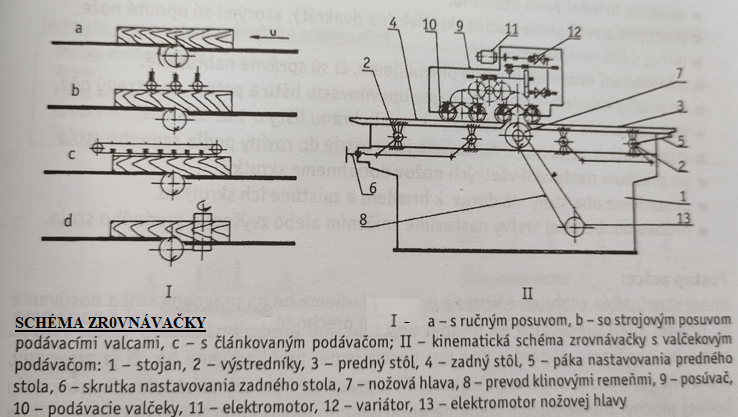 a
u
b
c
d
I
10
9
11
12
4
2
7
3
5
2
6
1
8
13
II
SCHÉMA ZR0VNÁVAČKY
I - a – s ručným posuvom, b – so strojovým posuvom
podávacími valcami, c – s článkovaným podávačom; II – kinematická schéma zrovnávačky s valčekovým
podávačom: 1 – stojan, 2 – výstredníky, 3 – predný stôl, 4 – zadný stôl, 5 – páka nastavovania predného
stola, 6 – skrutka nastavovania zadného stola, 7 – nožová hlava, 8 – prevod klinovými remeňmi, 9 – posúvač,
10 – podávacie valčeky, 11 – elektromotor, 12 – variátor, 13 – elektromotor nožovej hlavy